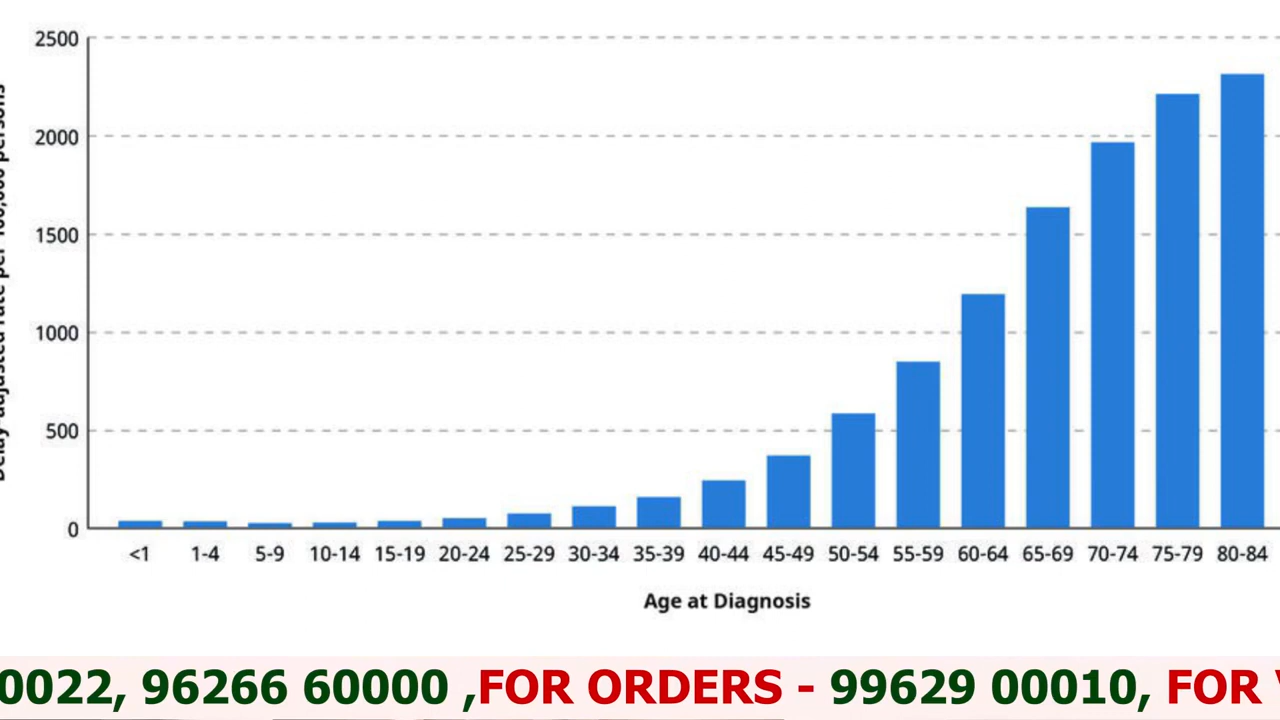 2500
2000
1500
1000
500
0
<1 1-4 5-9 10-14 15-19 20-24 25-29 30-34 35-39 40-44 45-49 50-54 55-59 60-64 65-69 70-74 75-79 80-84
Age at Diagnosis
0022, 96266 60000 ,FOR ORDERS - 99629 00010, FOR